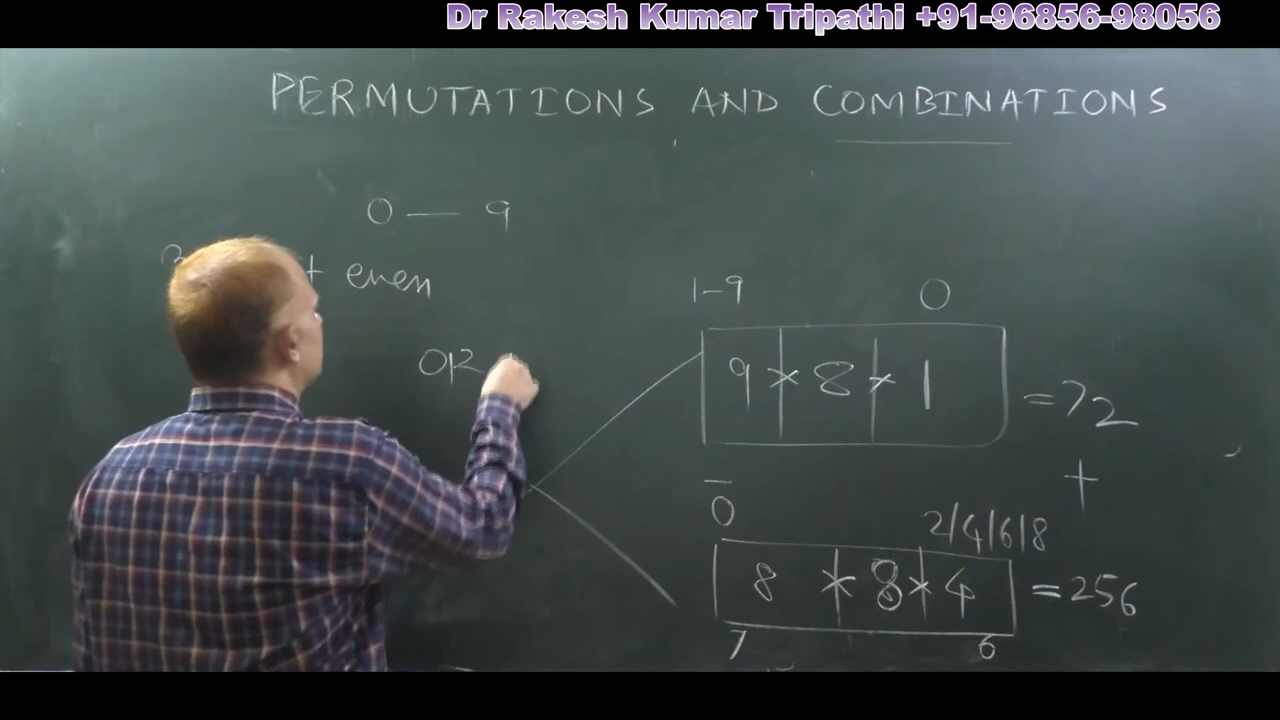 Dr Rakesh Kumar Tripathi +91-96856-98056
PERMUTATIONS AND COMBINATIONS
0 — 9
even
OR
1-9 0
9 × 8 × 1 = 72
+
0 2/4/6/8
8 × 8 × 4 = 256
7 6